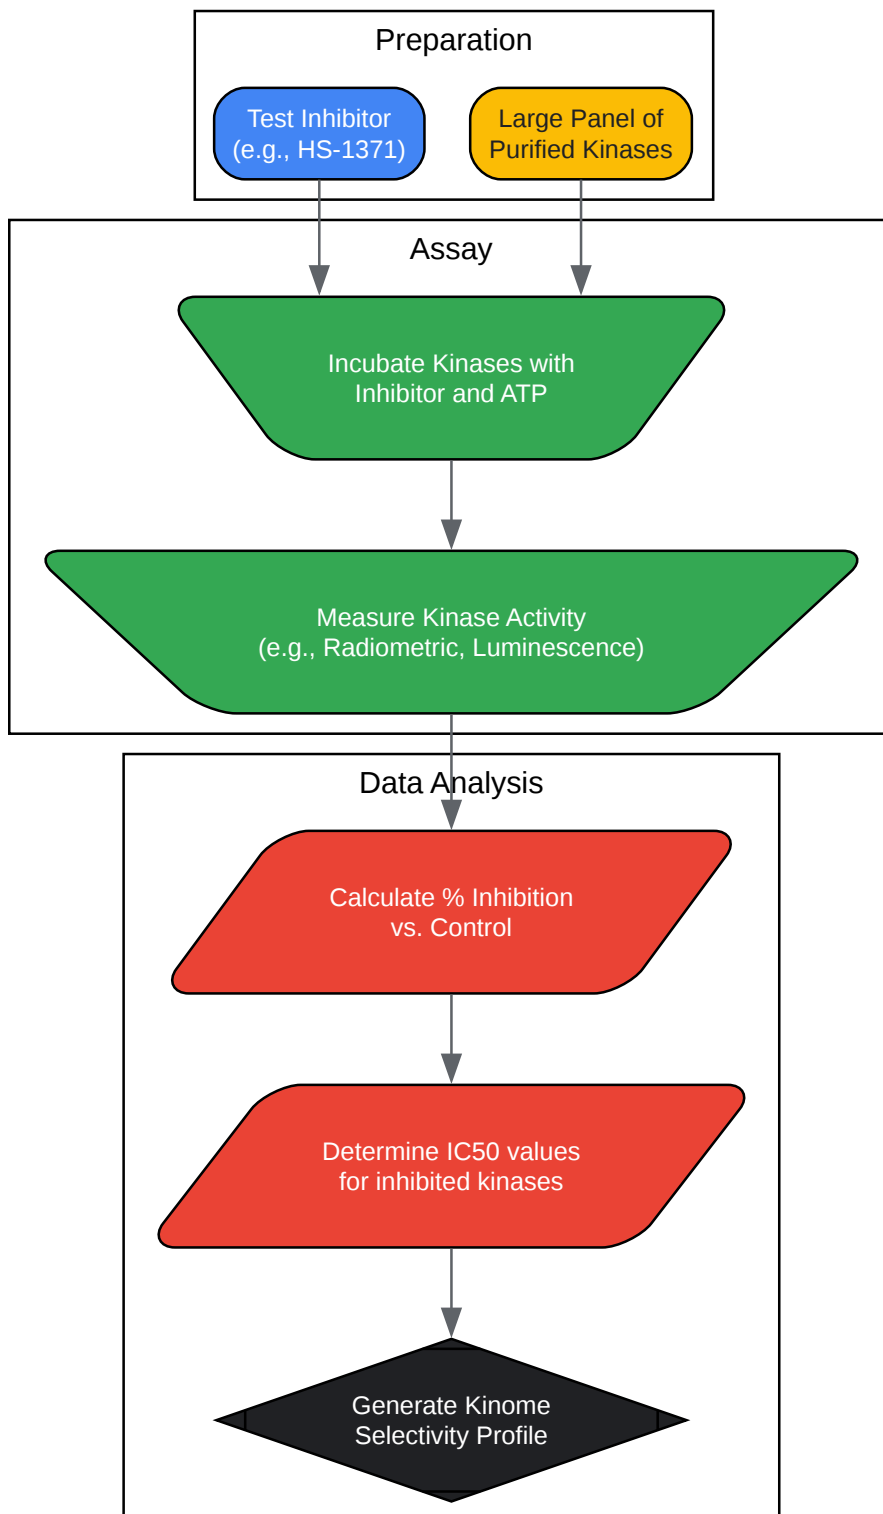 Preparation
Test Inhibitor
(e.g., HS-1371)
Large Panel of
Purified Kinases
Assay
Incubate Kinases with
Inhibitor and ATP
Measure Kinase Activity
(e.g., Radiometric, Luminescence)
Data Analysis
Calculate % Inhibition
vs. Control
Determine IC50 values
for inhibited kinases
Generate Kinome
Selectivity Profile